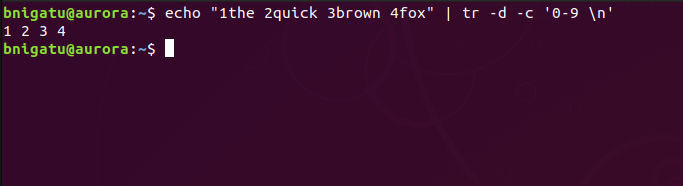 bnigatu@aurora:~$ echo "1the 2quick 3brown 4fox" | tr -d -c '0-9 \n'
1 2 3 4
bnigatu@aurora:~$